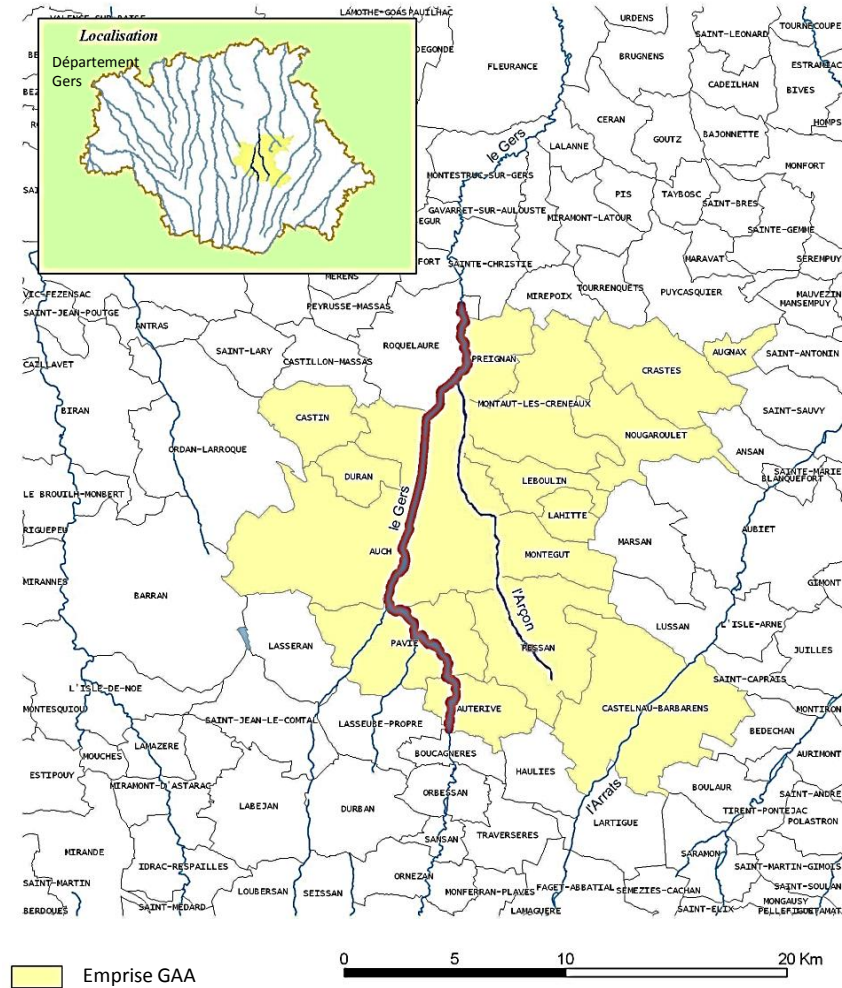 LAMOTHE-GOAS
PAUILHAC
URDENS
SAINT-LEONARD
TOURNECOUPE
Localisation
Département
Gers
FLEURANCE
BRUGNENS
ESTRAMIAC
CADEILHAN
BIVES
HOMPS
CERAN
le Gers
LALANNE
GOUTZ
BAJONNETTE
MONFORT
MONTESTRUC-SUR-GERS
PIS
TAYBOSC
SAINT-BRES
GAVARRET-SUR-AULOUSTE
MIRAMONT-LATOUR
SAINTE-GEMME
MARAVAT
SEREMPUY
SAINTE-CHRISTIE
MERENS
TOURRENQUETS
VIC-FEZENSAC
MIREPOIX
PUYCASQUIER
MAUVEZIN
MANSEMPUY
PEYRUSSE-MASSAS
SAINT-JEAN-POUTGE
ANTRAS
ROQUELAURE
SAINT-LARY
CASTILLON-MASSAS
PREIGNAN
AUGNAX
SAINT-ANTONIN
CAILLAVET
CRASTES
MONTAUT-LES-CRENEAUX
BIRAN
CASTIN
SAINT-SAUVY
NOUGAROULET
ORDAN-LARROQUE
ANSAN
SAINTE-MARIE
DURAN
LEBOULIN
BLANQUEFORT
LE BROUILH-MONBERT
le Gers
LAHITTE
RIGUEPEU
AUBIET
MARSAN
AUCH
MONTEGUT
MIRANNES
GIMONT
BARRAN
l'Arçon
L'ISLE-ARNE
LUSSAN
PAVIE
LASSERAN
PESSAN
JUILLES
SAINT-CAPRAIS
L'ISLE-DE-NOE
MONTESQUIOU
AUTERIVE
CASTELNAU-BARBARENS
MONTIRON
SAINT-JEAN-LE-COMTAL
LASSEUBE-PROPRE
BEDECHAN
LAMAZERE
MOUCHES
BOUCAGNERES
AURIMONT
ESTIPOUY
HAULIES
MIRAMONT-D'ASTARAC
ORBESSAN
BOULAUR
SAINT-ANDRE
LABEJAN
DURBAN
l'Arrats
TIRENT-PONTEJAC
LARTIGUE
POLASTRON
SANSAN
TRAVERSERES
MIRANDE
SARAMON
IDRAC-RESPAILLES
SAINT-MARTIN-GIMOIS
SAINT-MARTIN
ORNEZAN
LOUBERSAN
SEISSAN
MONFERRAN-PLAVES
FAGET-ABBATIAL
SEMEZIES-CACHAN
SAINT-SOULAN
BERDOUES
SAINT-MEDARD
LAMAGUERE
SAINT-ELIX
MONGAUSY
PELLEFIGUE
Emprise GAA
0 5 10 20 Km